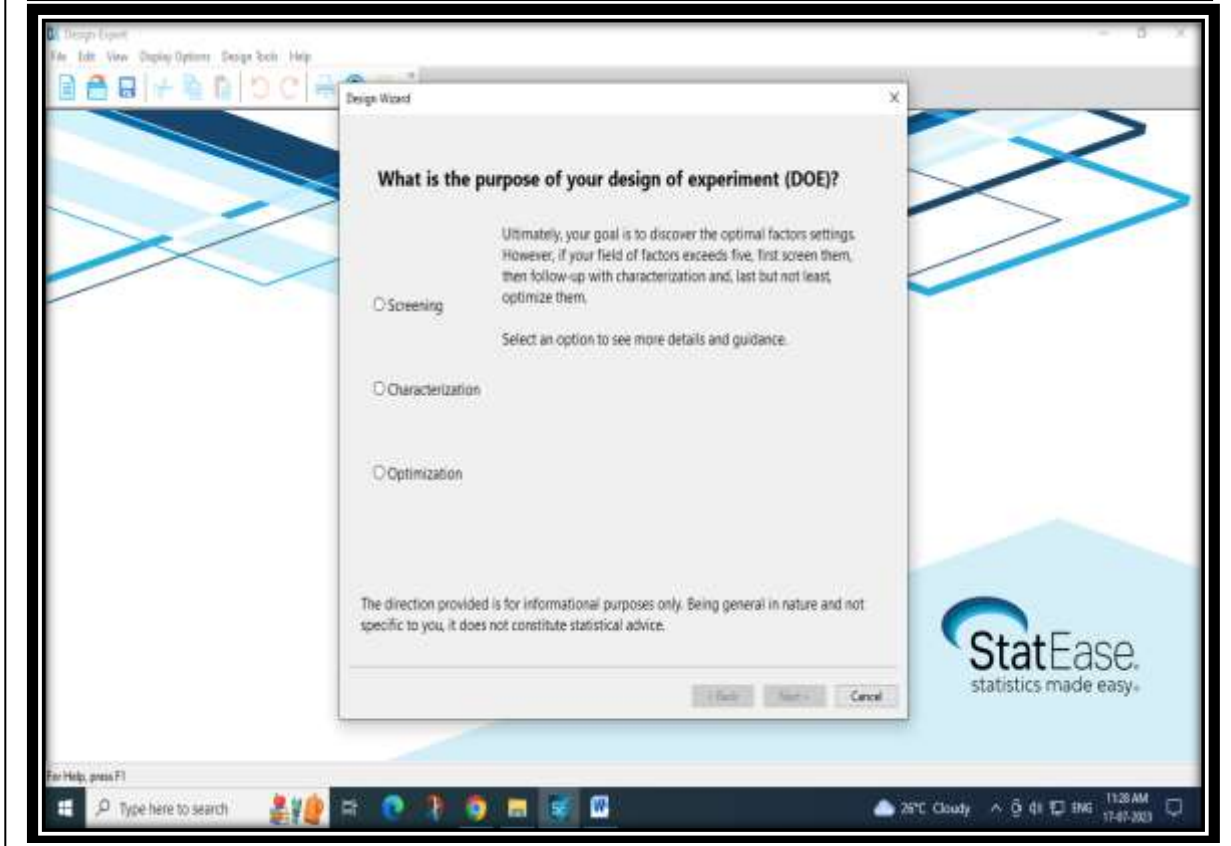 Design-Expert
File Edit View Display Options Design Tools Help
Design Wizard X
What is the purpose of your design of experiment (DOE)?
Ultimately, your goal is to discover the optimal factors settings.
However, if your field of factors exceeds five, first screen them,
then follow-up with characterization and, last but not least,
optimize them.
Screening
Select an option to see more details and guidance.
Characterization
Optimization
The direction provided is for informational purposes only. Being general in nature and not
specific to you, it does not constitute statistical advice.
< Back Next > Cancel
StatEase.
statistics made easy®
For Help, press F1
Type here to search
26°C Cloudy ENG 11:28 AM
17-07-2023